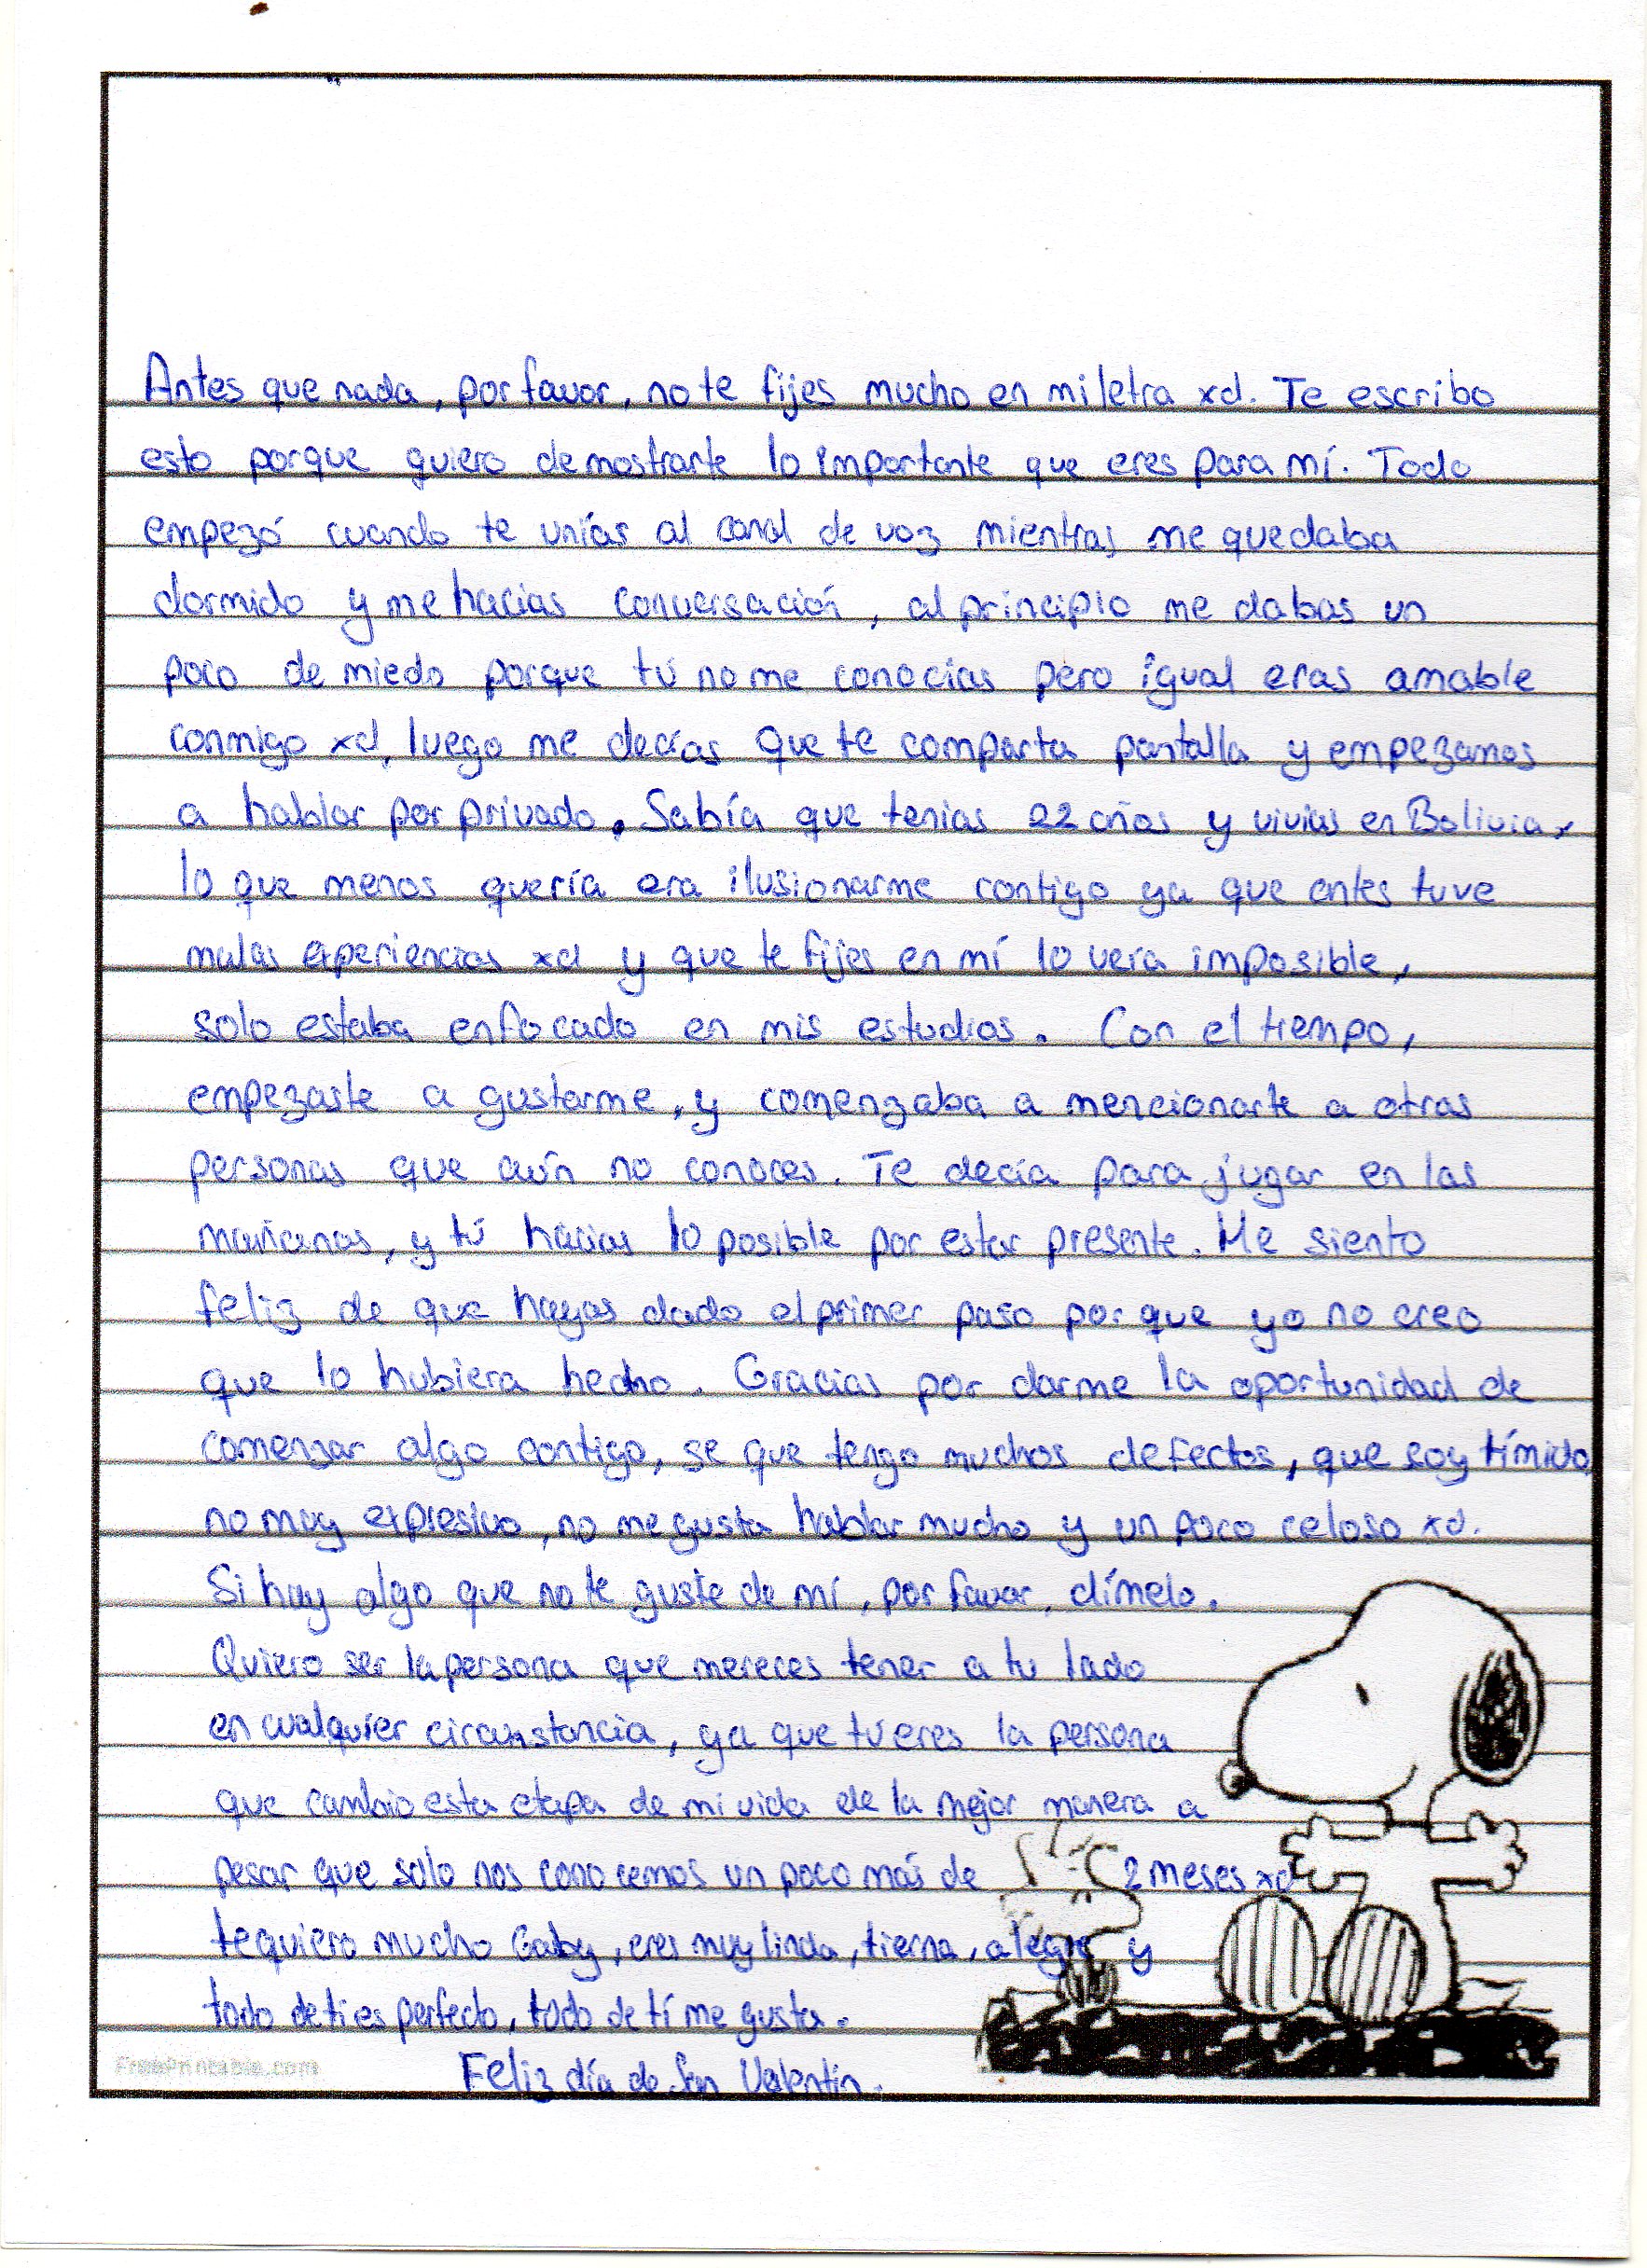 Antes que nada, por favor, no te fijes mucho en mi letra xd. Te escribo
esto porque quiero demostrarte lo importante que eres para mí. Todo
empezó cuando te unías al canal de voz mientras me quedaba
dormido y me hacias conversación, al principio me dabas un
poco de miedo porque tú no me conocias pero igual eras amable
conmigo xd, luego me decías que te comparta pantalla y empezamos
a hablar por privado. Sabía que tenias 22 años y vivias en Bolivia,
lo que menos quería era ilusionarme contigo ya que antes tuve
malas experiencias xd y que te fijes en mí lo vera imposible,
solo estaba enfocado en mis estudios. Con el tiempo,
empezaste a gustarme, y comenzaba a mencionarte a otras
personas que aún no conoces. Te decía para jugar en las
mañanas, y tú hacias lo posible por estar presente. Me siento
feliz de que hayas dado el primer paso porque yo no creo
que lo hubiera hecho. Gracias por darme la oportunidad de
comenzar algo contigo, se que tengo muchos defectos, que soy tímido,
no muy expresivo, no me gusta hablar mucho y un poco celoso xd.
Si hay algo que no te guste de mí, por favor, dímelo.
Quiero ser la persona que mereces tener a tu lado
en cualquier circunstancia, ya que tú eres la persona
que cambio esta etapa de mi vida de la mejor manera a
pesar que solo nos conocemos un poco más de 2 meses xd
te quiero mucho Gaby, eres muy linda, tierna, alegre y
todo de ti es perfecto, todo de tí me gusta.
Feliz día de San Valentin.
FreePrintable.com